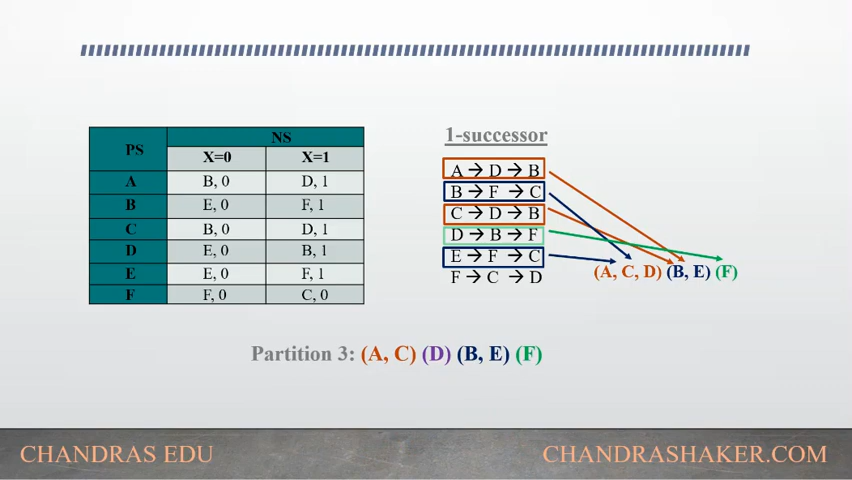 NS
PS
X=0 X=1
A B, 0 D, 1
B E, 0 F, 1
C B, 0 D, 1
D E, 0 B, 1
E E, 0 F, 1
F F, 0 C, 0
1-successor
A → D → B
B → F → C
C → D → B
D → B → F
E → F → C
F → C → D
(A, C, D) (B, E) (F)
Partition 3: (A, C) (D) (B, E) (F)
CHANDRAS EDU
CHANDRASHAKER.COM